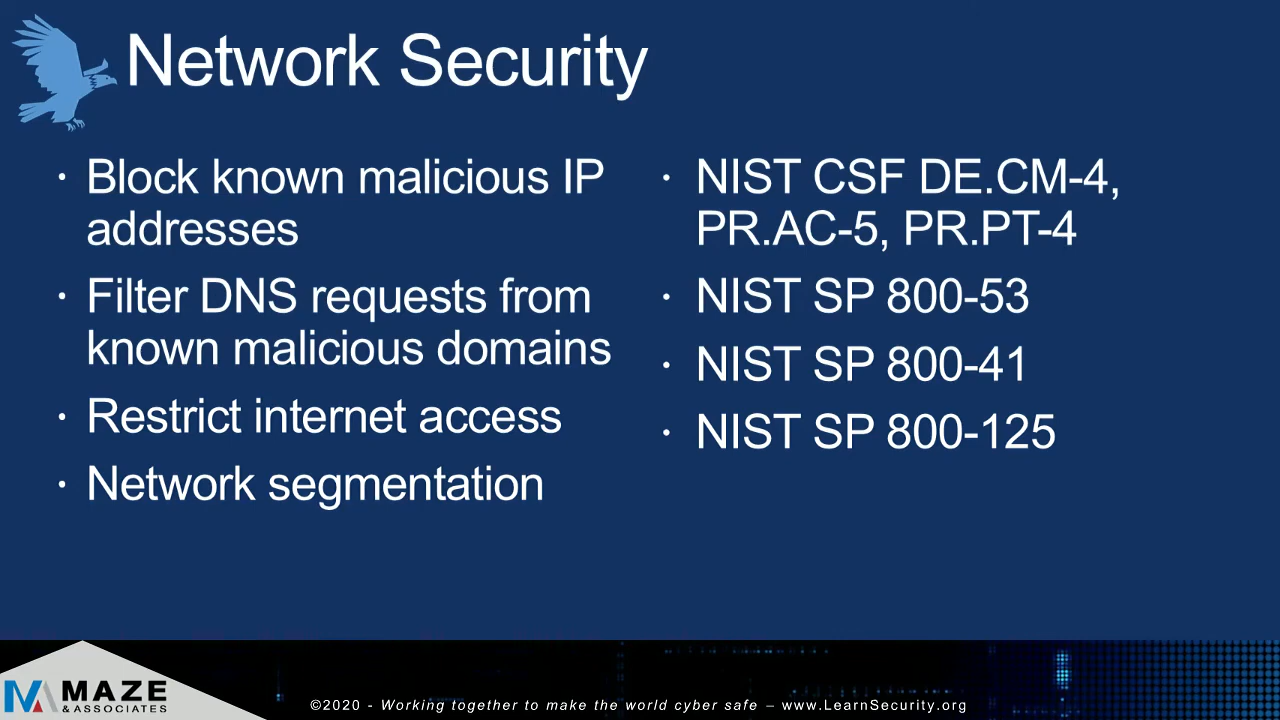 Network Security
· Block known malicious IP
addresses
· Filter DNS requests from
known malicious domains
· Restrict internet access
· Network segmentation
· NIST CSF DE.CM-4,
PR.AC-5, PR.PT-4
· NIST SP 800-53
· NIST SP 800-41
· NIST SP 800-125
MAZE
& ASSOCIATES
©2020 - Working together to make the world cyber safe – www.LearnSecurity.org